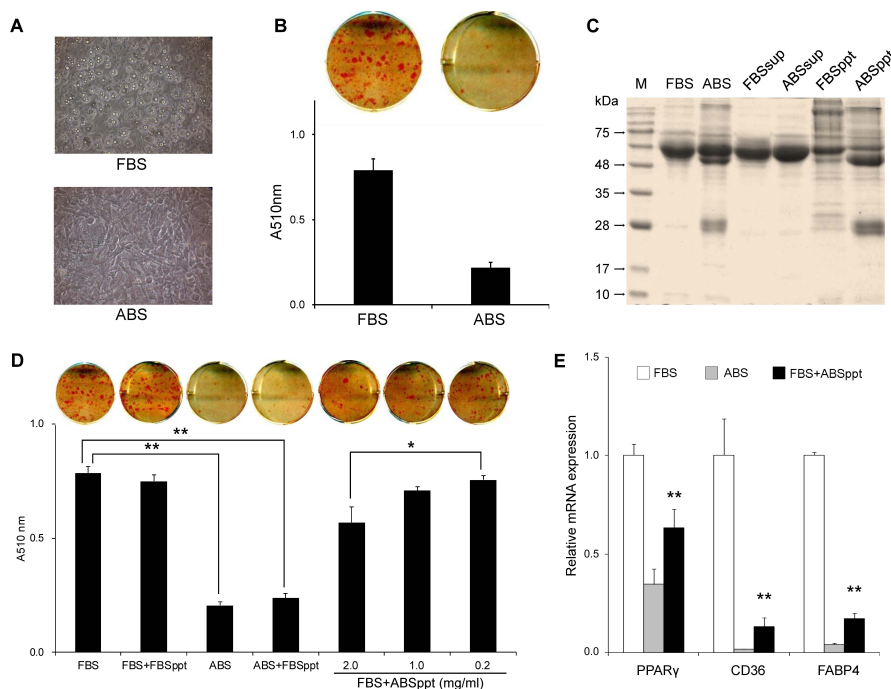 A
FBS
ABS
B
A510nm
1.0
0.5
0.0
FBS
ABS
C
M
FBS
ABS
FBSsup
ABSsup
FBSppt
ABSppt
kDa
75
48
35
28
17
10
D
A510 nm
1.0
0.5
0.0
**
**
*
FBS
FBS+FBSppt
ABS
ABS+FBSppt
2.0
1.0
0.2
FBS+ABSppt (mg/ml)
E
Relative mRNA expression
1.5
1.0
0.5
0.0
FBS
ABS
FBS+ABSppt
**
**
**
PPARγ
CD36
FABP4